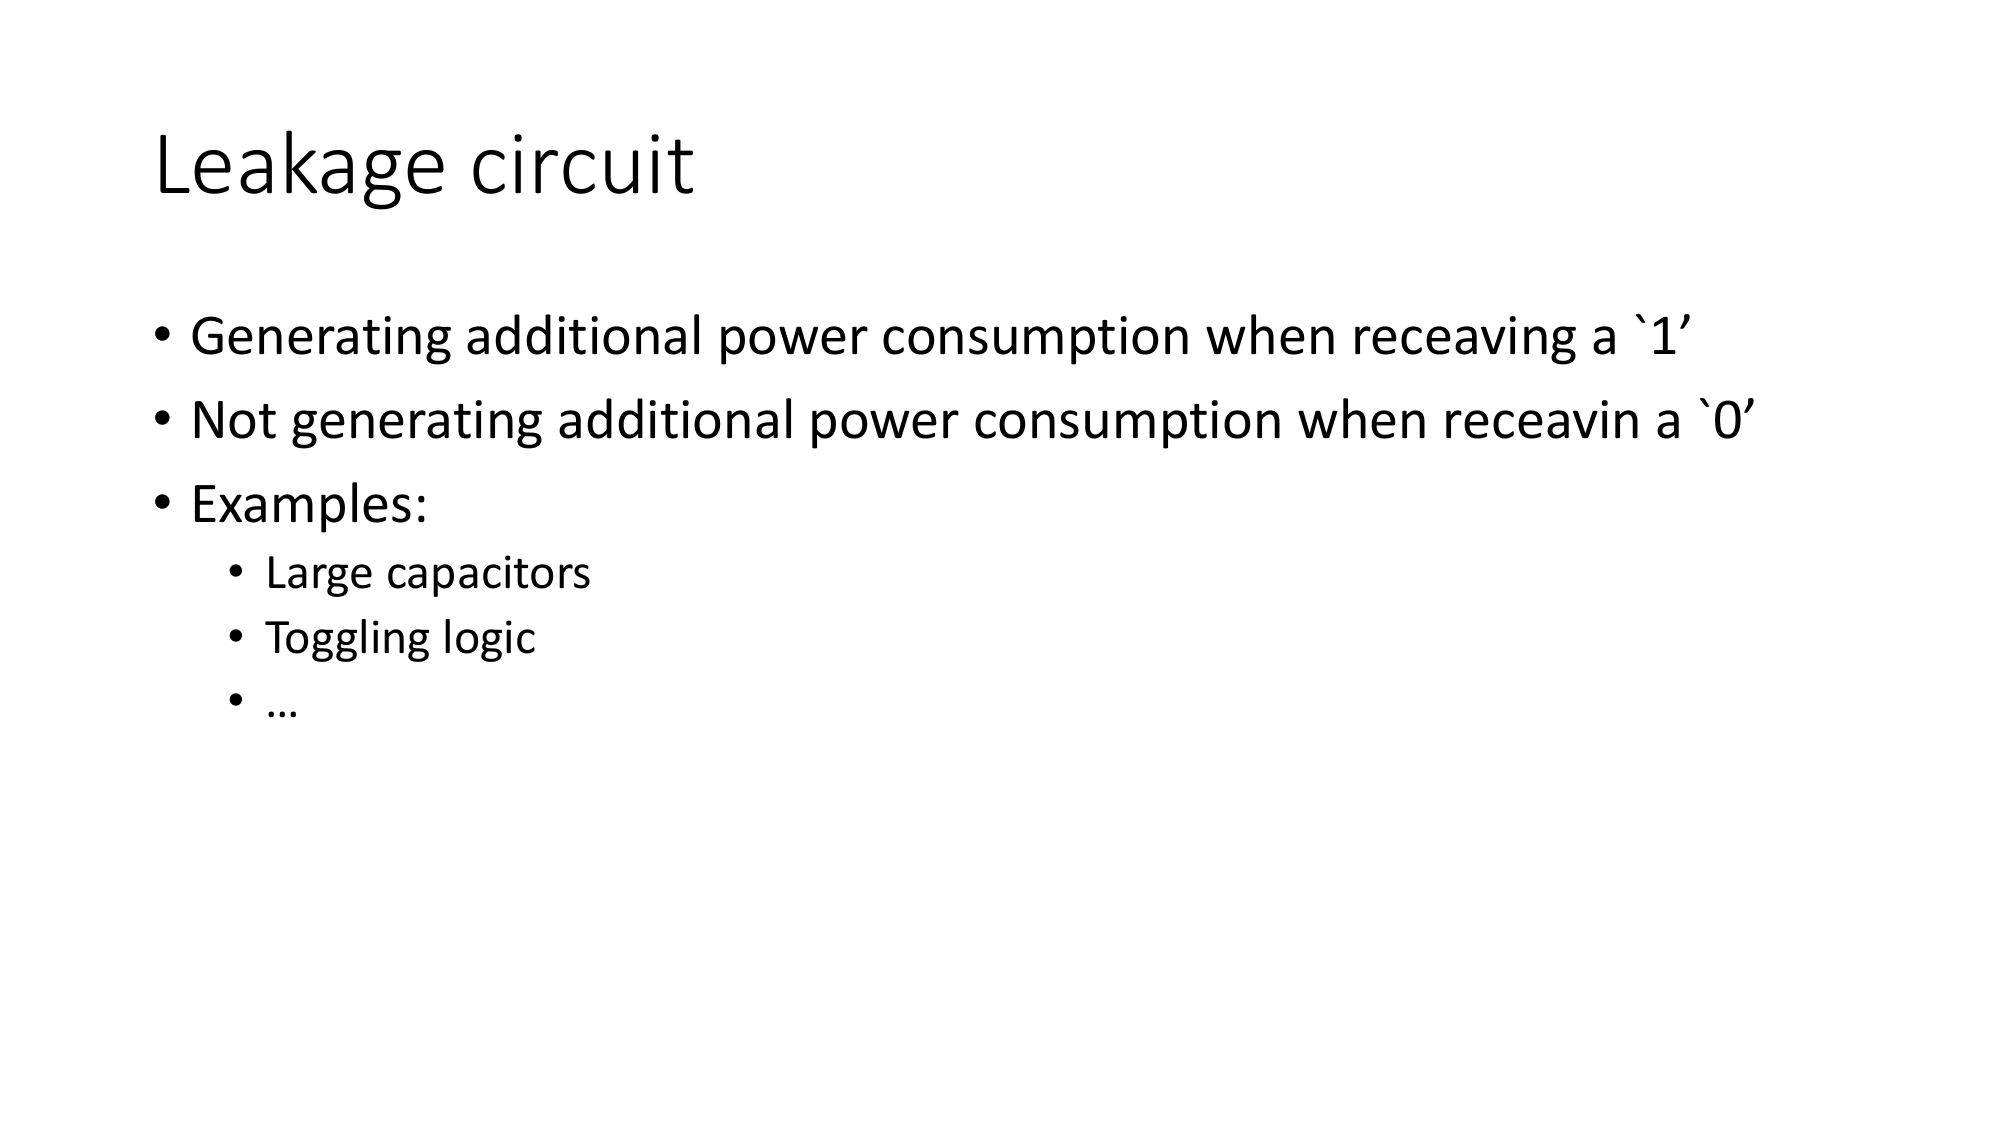 Leakage circuit
• Generating additional power consumption when receaving a `1’
• Not generating additional power consumption when receavin a `0’
• Examples:
• Large capacitors
• Toggling logic
• …